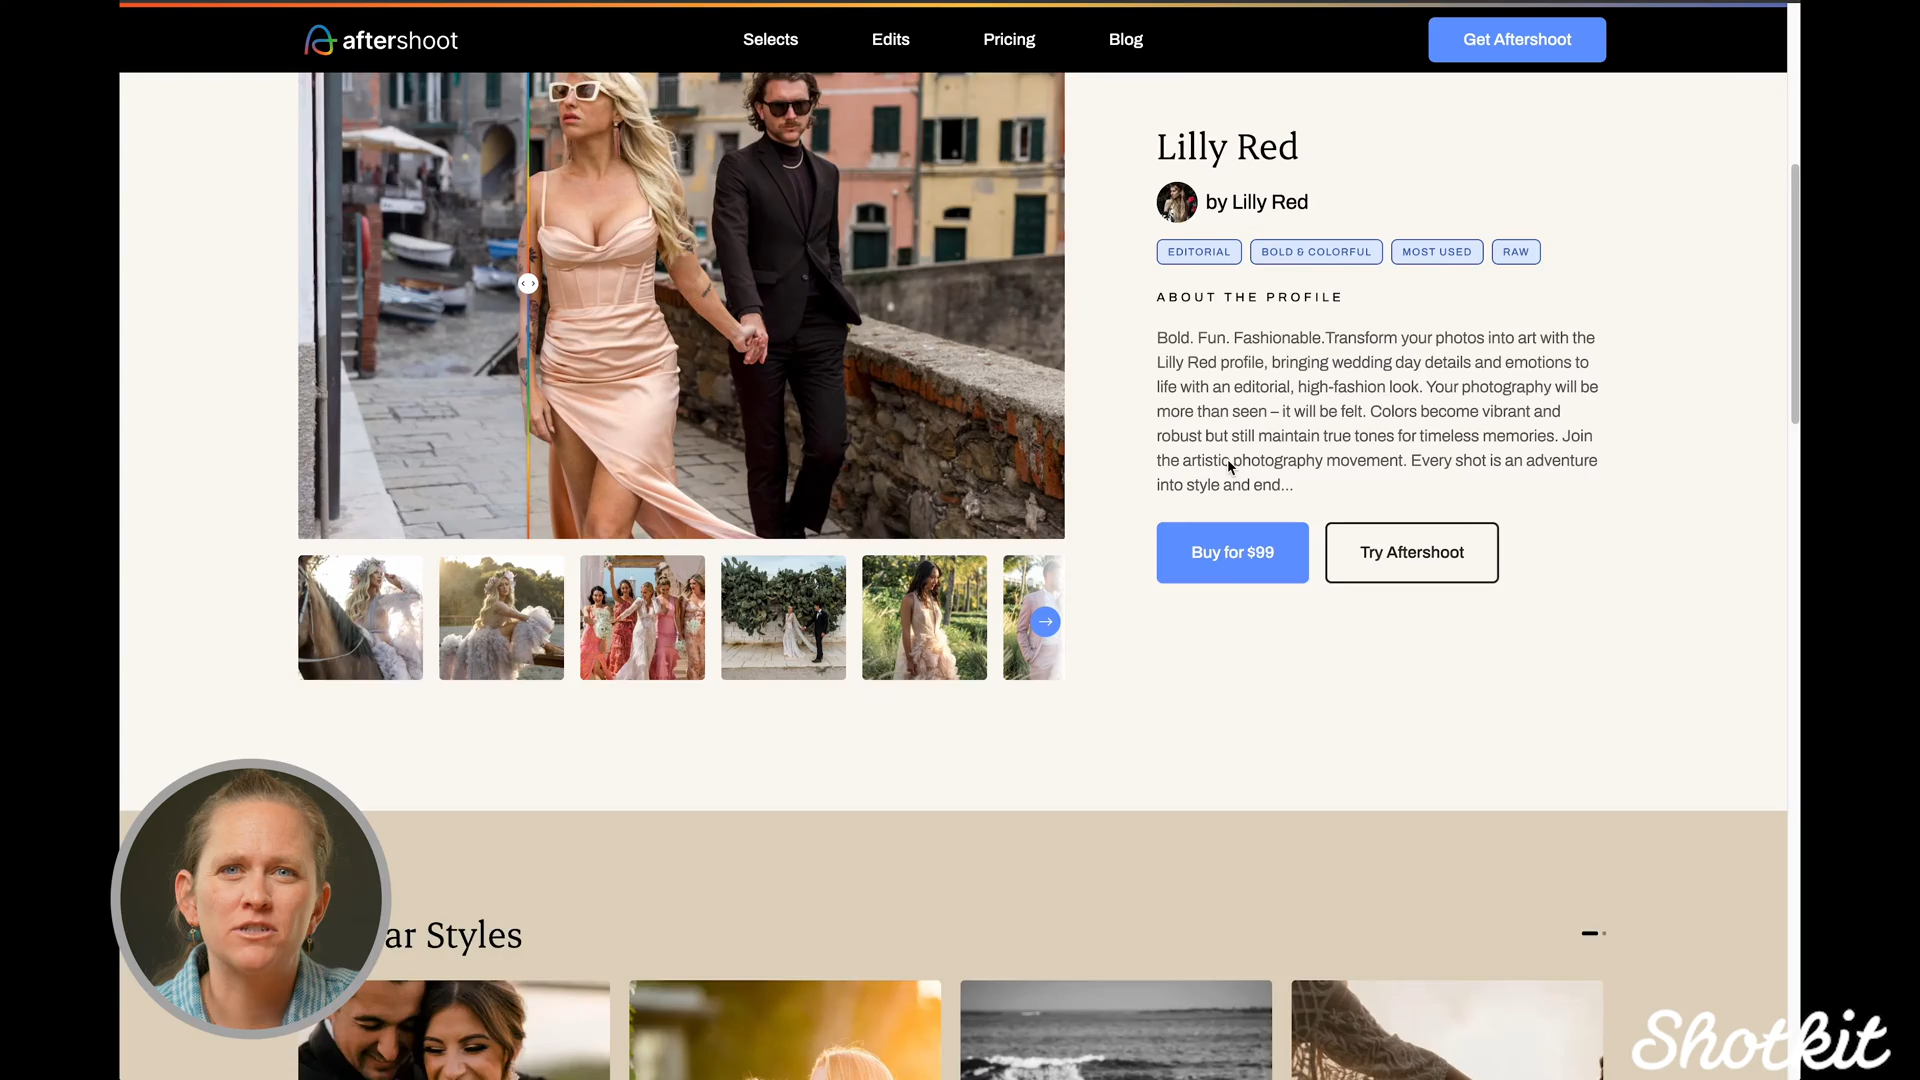 aftershoot
Selects
Edits
Pricing
Blog
Get Aftershoot
Lilly Red
by Lilly Red
EDITORIAL
BOLD & COLORFUL
MOST USED
RAW
ABOUT THE PROFILE
Bold. Fun. Fashionable.Transform your photos into art with the
Lilly Red profile, bringing wedding day details and emotions to
life with an editorial, high-fashion look. Your photography will be
more than seen – it will be felt. Colors become vibrant and
robust but still maintain true tones for timeless memories. Join
the artistic photography movement. Every shot is an adventure
into style and end...
Buy for $99
Try Aftershoot
ar Styles
Shotkit